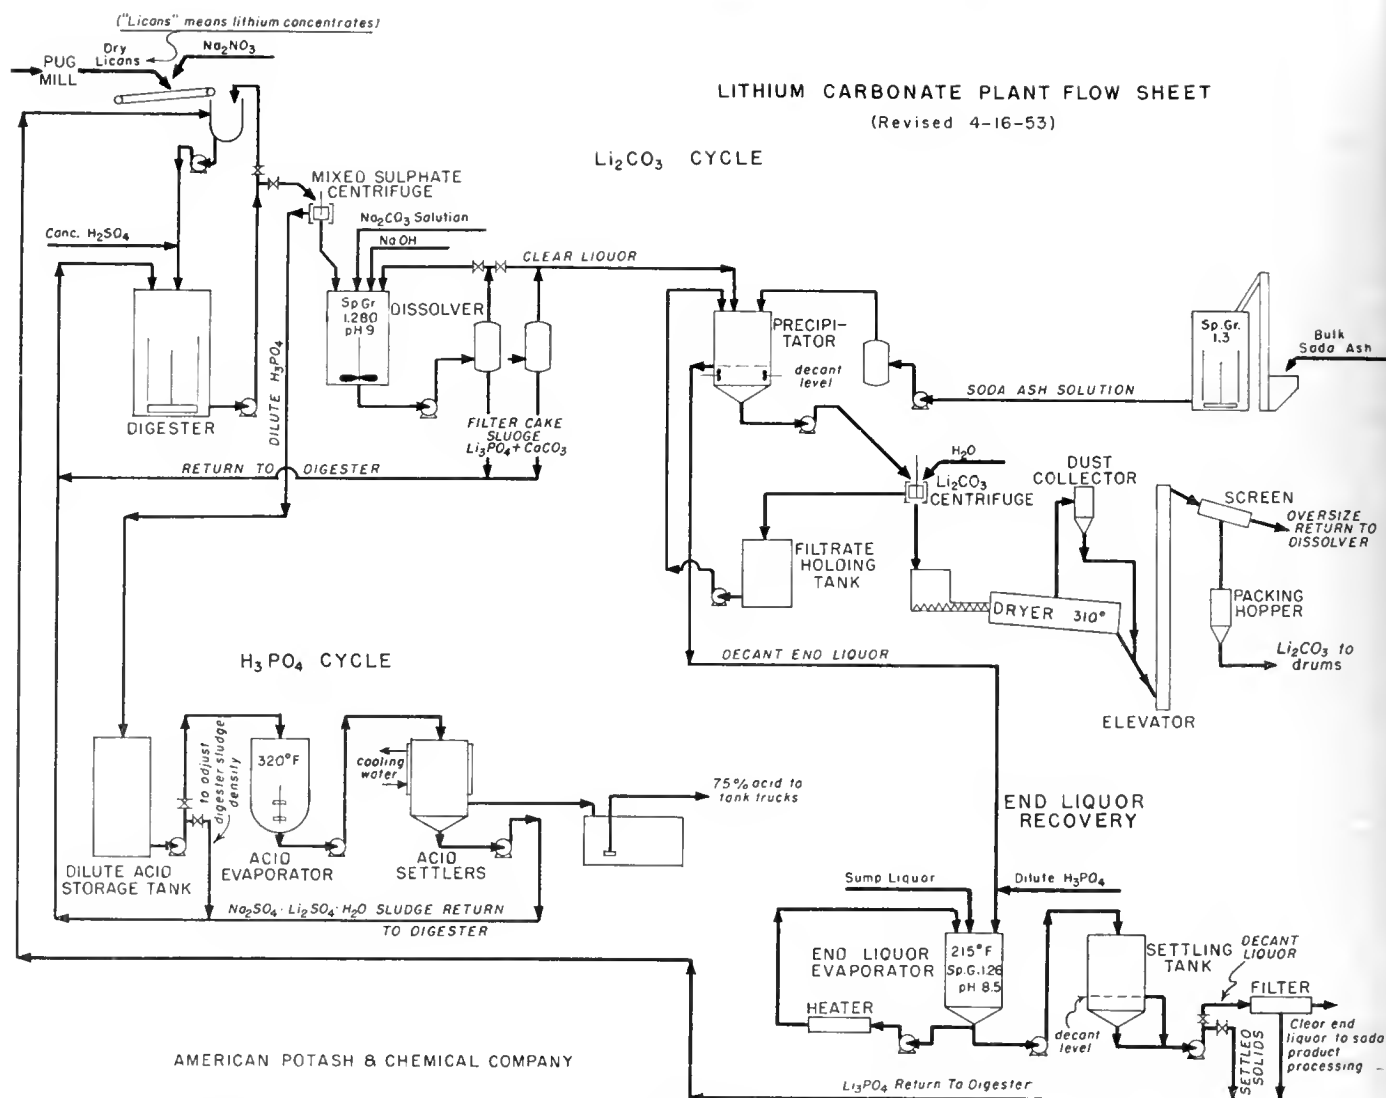 ("Licans" means lithium concentrates)
Dry
Licans
Na₂NO₃
PUG
MILL
LITHIUM CARBONATE PLANT FLOW SHEET
(Revised 4-16-53)
Li₂CO₃ CYCLE
MIXED SULPHATE
CENTRIFUGE
Na₂CO₃ Solution
NaOH
Conc. H₂SO₄
CLEAR LIQUOR
Sp Gr
1.280
pH 9
DISSOLVER
DIGESTER
DILUTE H₃PO₄
FILTER CAKE
SLUDGE
Li₃PO₄+CaCO₃
RETURN TO DIGESTER
PRECIPI-
TATOR
decant
level
SODA ASH SOLUTION
Sp.Gr.
1.3
Bulk
Soda Ash
H₂O
Li₂CO₃
CENTRIFUGE
DUST
COLLECTOR
SCREEN
OVERSIZE
RETURN TO
DISSOLVER
FILTRATE
HOLDING
TANK
DRYER 310°
PACKING
HOPPER
Li₂CO₃ to
drums
ELEVATOR
DECANT END LIQUOR
H₃PO₄ CYCLE
320°F
to adjust
digester sludge
density
cooling
water
75% acid to
tank trucks
DILUTE ACID
STORAGE TANK
ACID
EVAPORATOR
ACID
SETTLERS
Na₂SO₄·Li₂SO₄·H₂O SLUDGE RETURN
TO DIGESTER
END LIQUOR
RECOVERY
Sump Liquor
Dilute H₃PO₄
END LIQUOR
EVAPORATOR
215°F
Sp.G.1.26
pH 8.5
HEATER
SETTLING
TANK
DECANT
LIQUOR
FILTER
decant
level
SETTLED
SOLIDS
Clear end
liquor to soda
product
processing
Li₃PO₄ Return To Digester
AMERICAN POTASH & CHEMICAL COMPANY